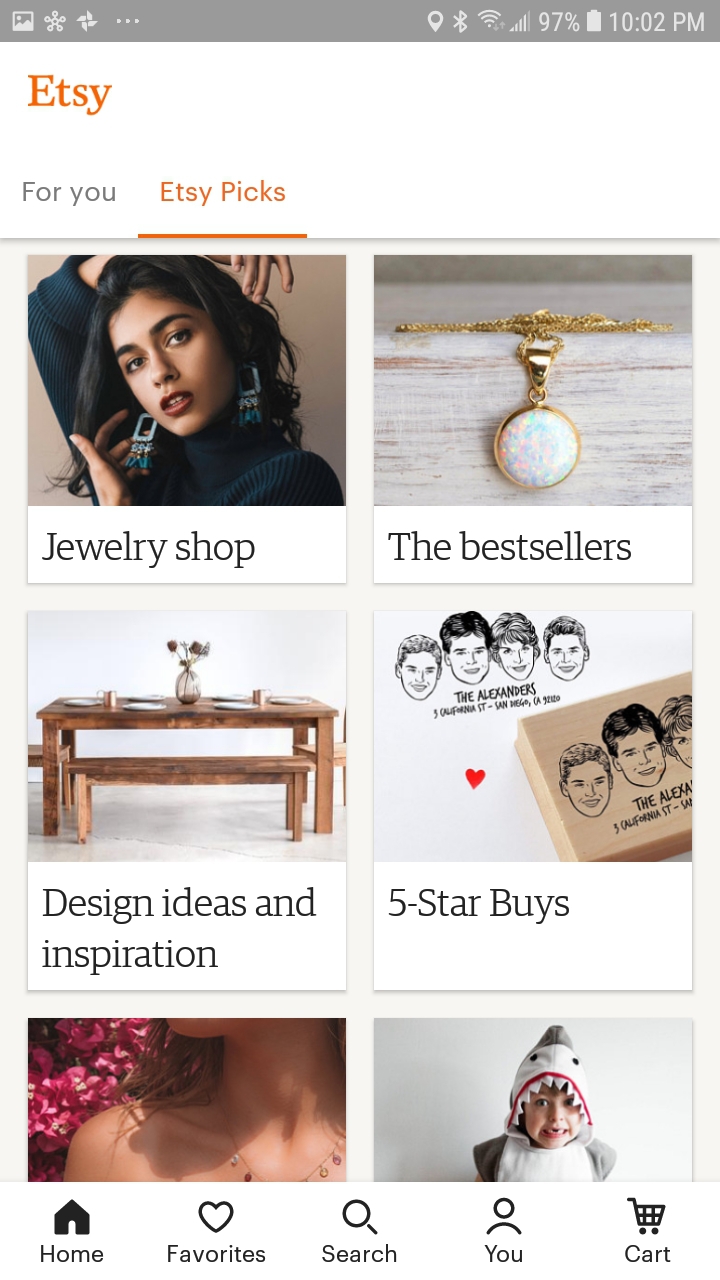 97% 10:02 PM
Etsy
For you
Etsy Picks
Jewelry shop
The bestsellers
THE ALEXANDERS
3 CALIFORNIA ST - SAN DIEGO, CA 92120
THE ALEXA
3 CALIFORNIA ST - SA
Design ideas and
inspiration
5-Star Buys
Home
Favorites
Search
You
Cart